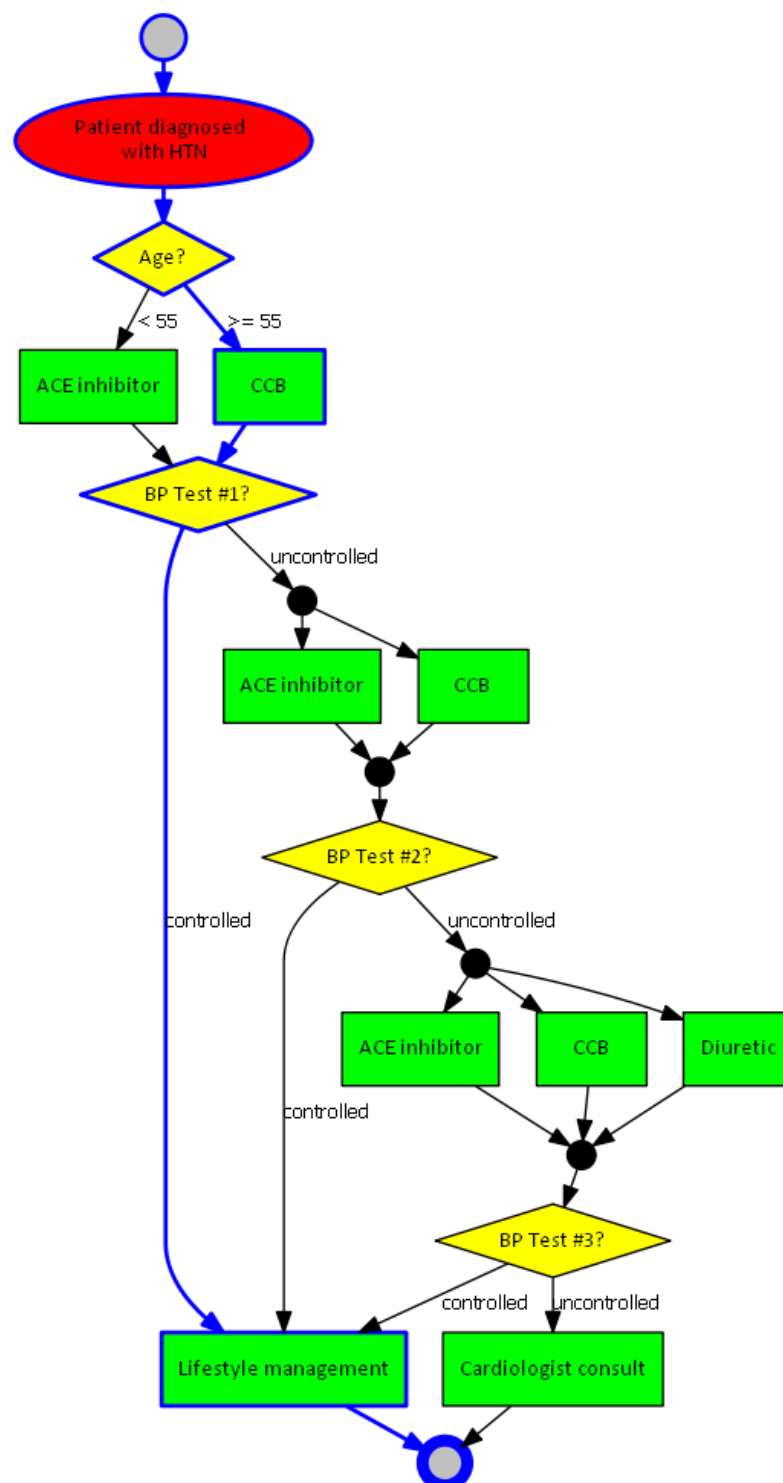 Patient diagnosed
with HTN
Age?
< 55
>= 55
ACE inhibitor
CCB
BP Test #1?
uncontrolled
ACE inhibitor
CCB
BP Test #2?
controlled
uncontrolled
ACE inhibitor
CCB
Diuretic
controlled
BP Test #3?
controlled
uncontrolled
Lifestyle management
Cardiologist consult